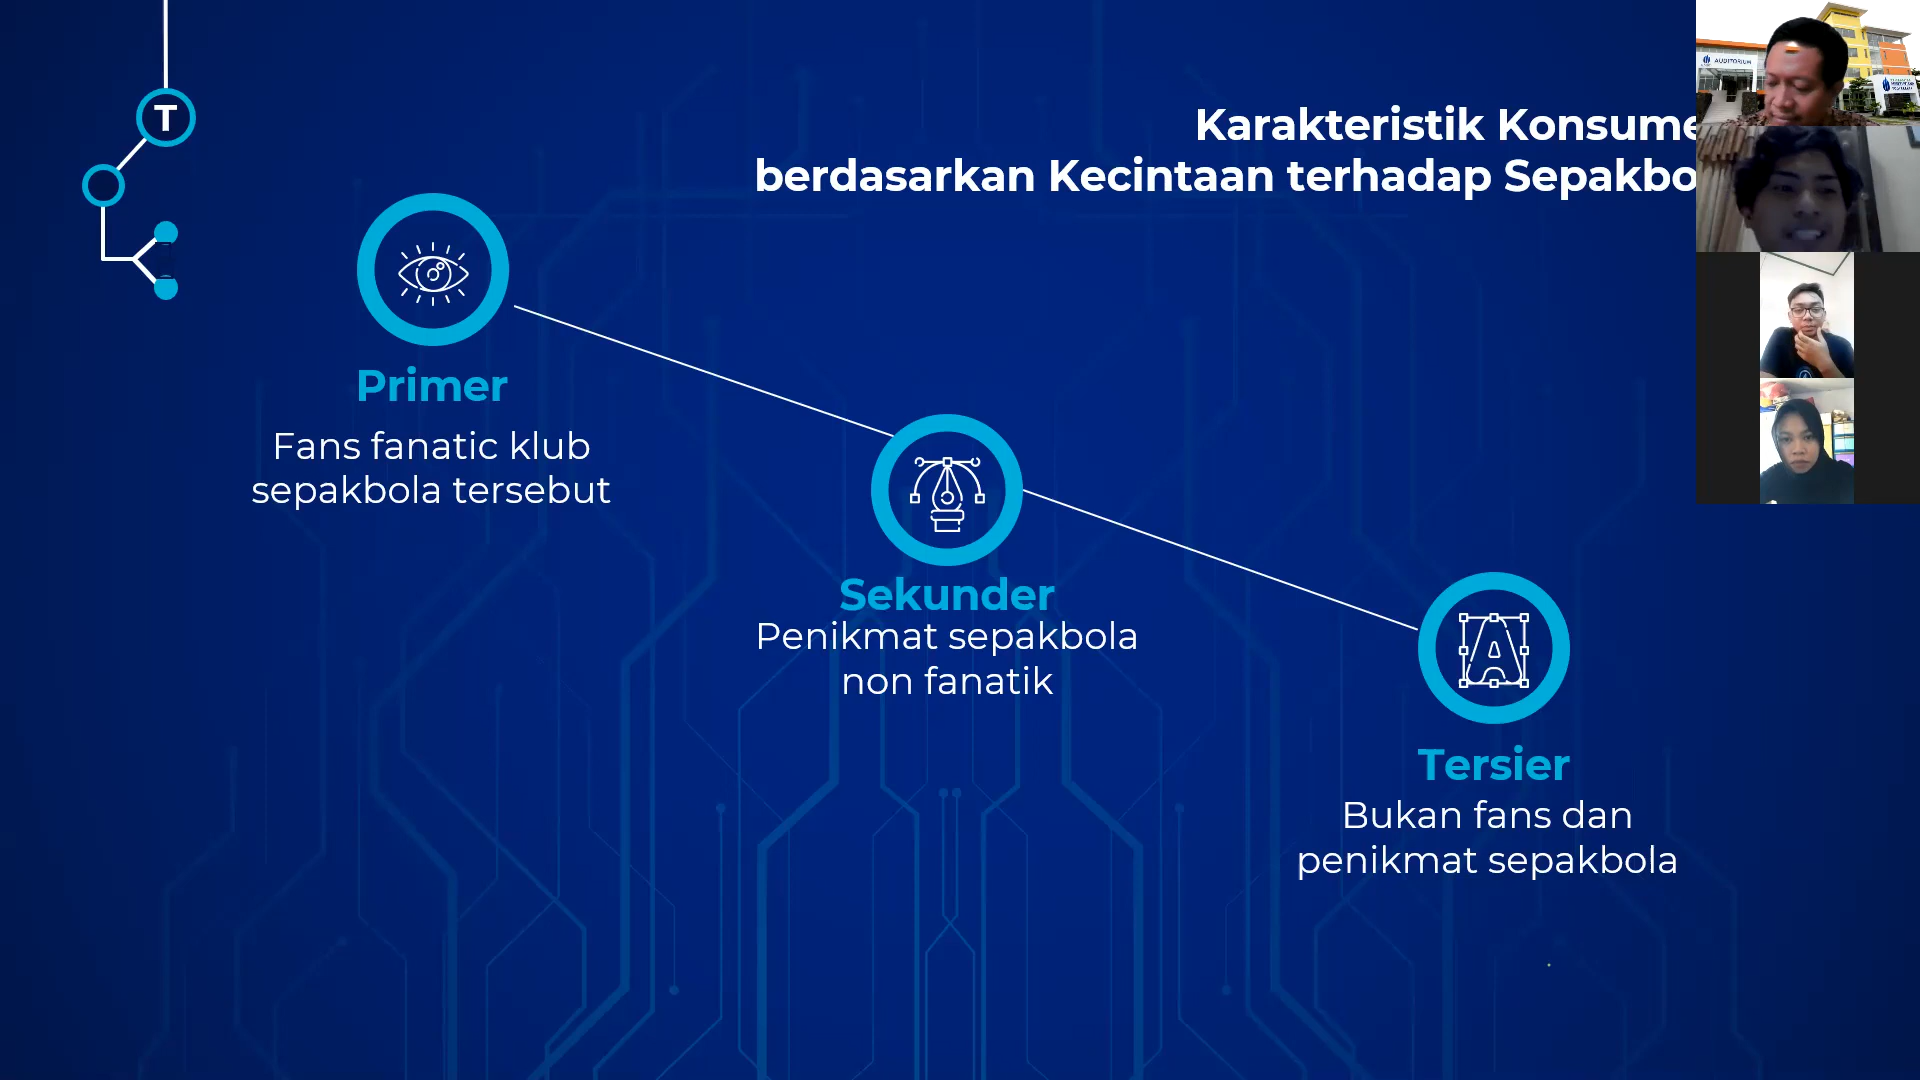 T
Karakteristik Konsume
berdasarkan Kecintaan terhadap Sepakbo
Primer
Fans fanatic klub
sepakbola tersebut
Sekunder
Penikmat sepakbola
non fanatik
Tersier
Bukan fans dan
penikmat sepakbola
AUDITORIUM